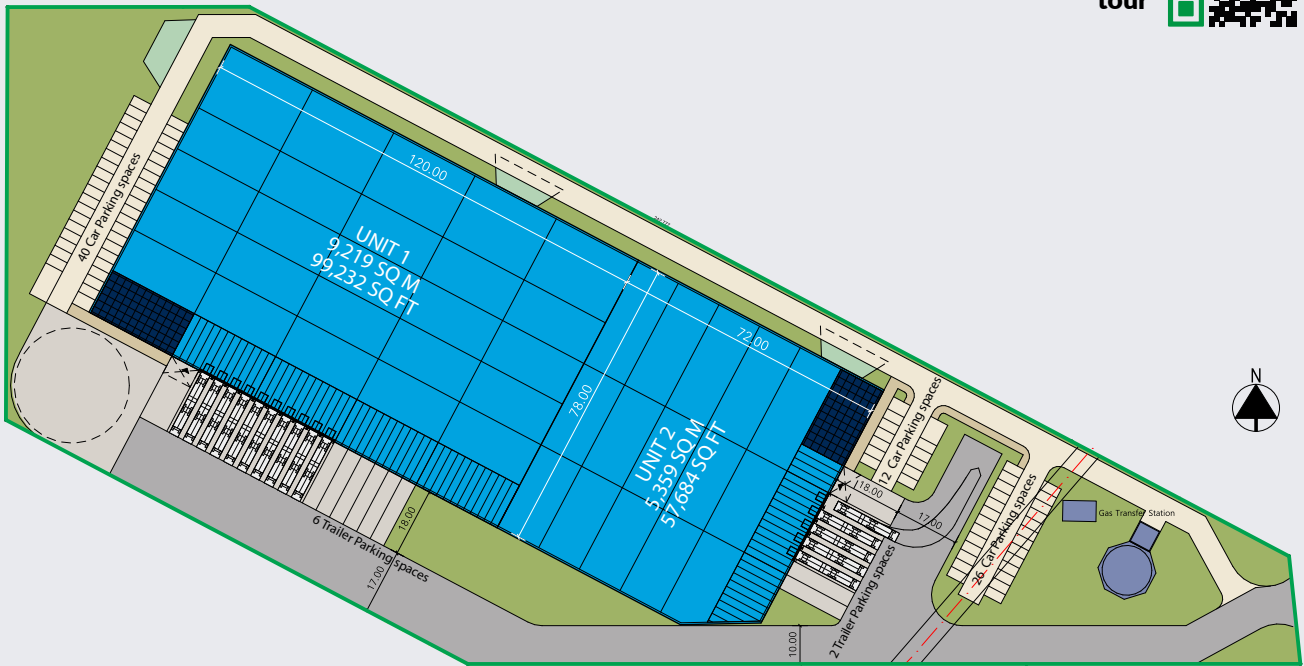 tour
40 Car Parking spaces
120.00
UNIT 1
9,219 SQ M
99,232 SQ FT
72.00
78.00
UNIT 2
5,359 SQ M
57,684 SQ FT
N
12 Car Parking spaces
18.00
17.00
26 Car Parking spaces
Gas Transfer Station
6 Trailer Parking spaces
18.00
17.00
2 Trailer Parking spaces
10.00